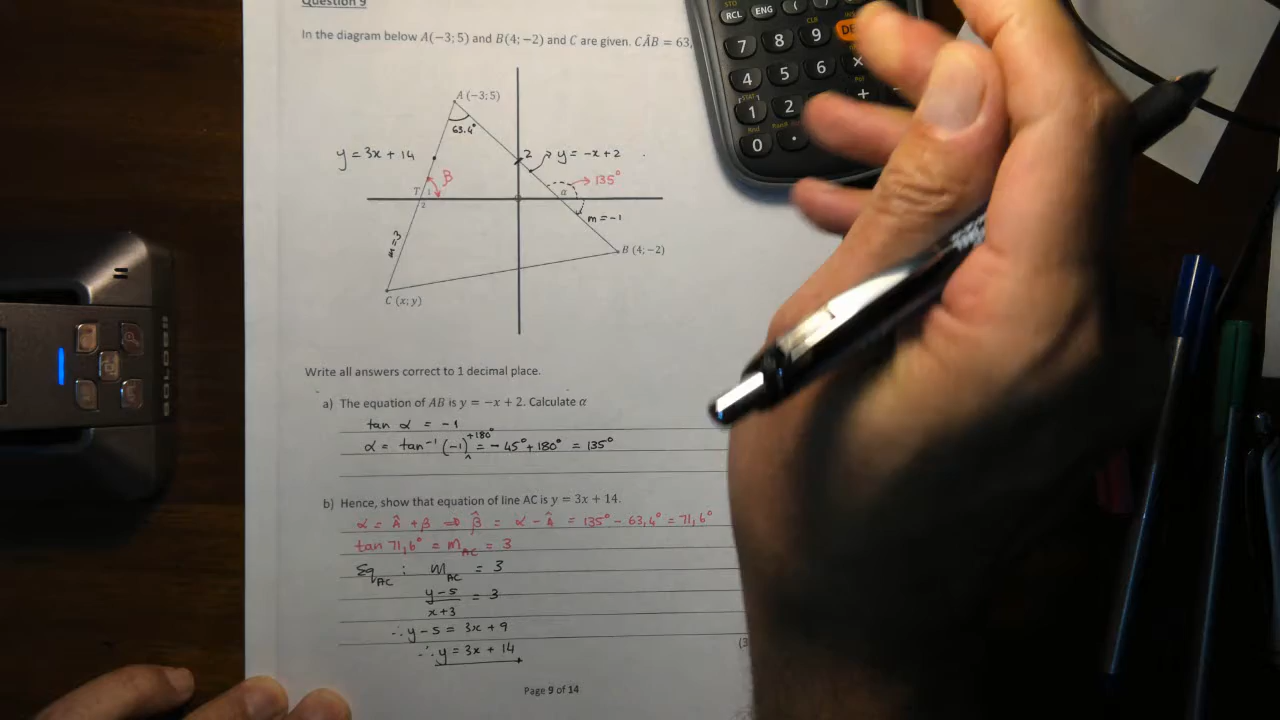 Question 9
In the diagram below A(−3; 5) and B(4; −2) and C are given. CÂB = 63,
A (−3; 5)
63.4°
y = 3x + 14
2
y = −x + 2
β
135°
T
1
α
2
m = −1
m = 3
B (4; −2)
C (x; y)
Write all answers correct to 1 decimal place.
a) The equation of AB is y = −x + 2. Calculate α
tan α = −1
α = tan⁻¹ (−1) +180° = −45° + 180° = 135°
b) Hence, show that equation of line AC is y = 3x + 14.
α = Â + β ⇒ β̂ = α − Â = 135° − 63,4° = 71,6°
tan 71,6° = m_AC = 3
Eq_AC : m_AC = 3
y − 5 / x + 3 = 3
∴ y − 5 = 3x + 9
∴ y = 3x + 14
(3
Page 9 of 14
RCL ENG ( )
7 8 9 DE
4 5 6 ×
1 2 +
0 ·